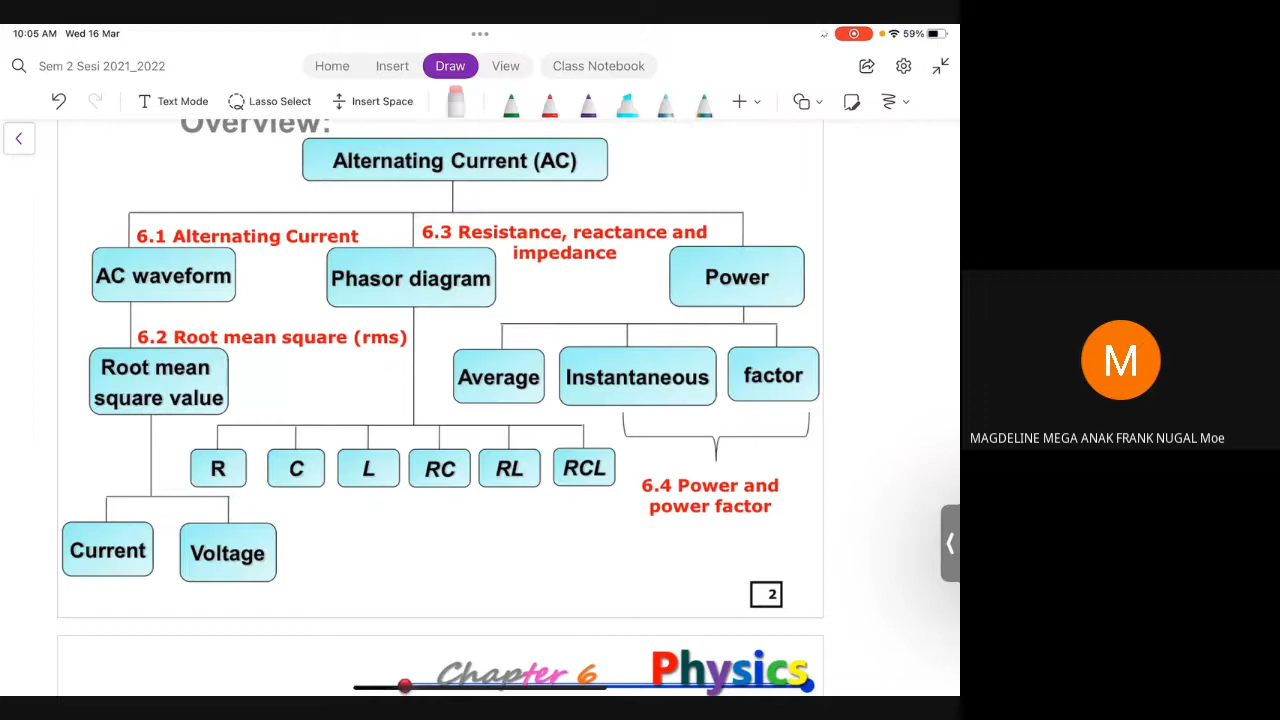 10:05 AM Wed 16 Mar
59%
Sem 2 Sesi 2021_2022
Home Insert Draw View Class Notebook
Text Mode Lasso Select Insert Space
Overview:
Alternating Current (AC)
6.1 Alternating Current
6.3 Resistance, reactance and
impedance
AC waveform
Phasor diagram
Power
6.2 Root mean square (rms)
Root mean
square value
Average
Instantaneous
factor
R
C
L
RC
RL
RCL
6.4 Power and
power factor
Current
Voltage
2
Chapter 6
Physics
M
MAGDELINE MEGA ANAK FRANK NUGAL Moe